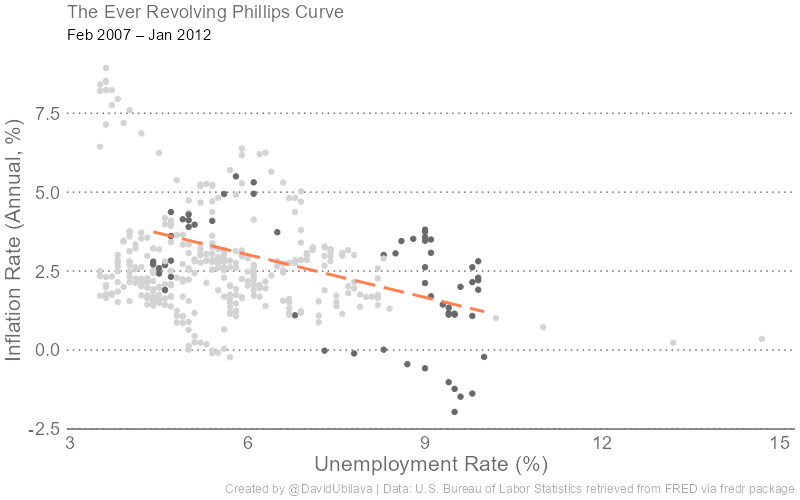 The Ever Revolving Phillips Curve
Feb 2007 – Jan 2012
Inflation Rate (Annual, %)
7.5
5.0
2.5
0.0
-2.5
3 6 9 12 15
Unemployment Rate (%)
Created by @DavidUbilava | Data: U.S. Bureau of Labor Statistics retrieved from FRED via fredr package